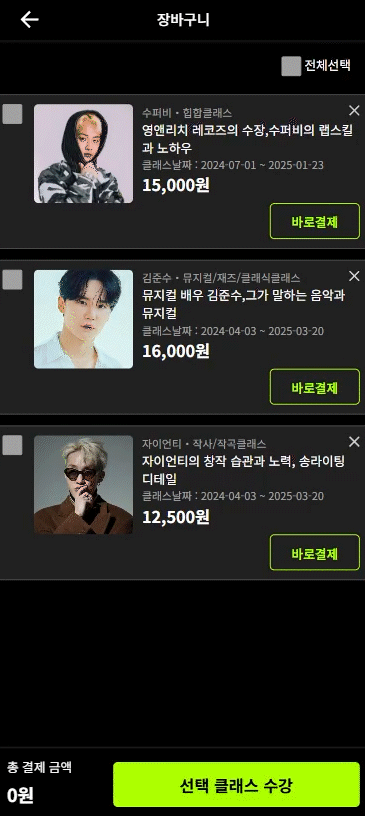 장바구니
전체선택
수퍼비 • 힙합클래스
영앤리치 레코즈의 수장,수퍼비의 랩스킬
과 노하우
클래스날짜 : 2024-07-01 ~ 2025-01-23
15,000원
바로결제
김준수 • 뮤지컬/재즈/클래식클래스
뮤지컬 배우 김준수,그가 말하는 음악과
뮤지컬
클래스날짜 : 2024-04-03 ~ 2025-03-20
16,000원
바로결제
자이언티 • 작사/작곡클래스
자이언티의 창작 습관과 노력, 송라이팅
디테일
클래스날짜 : 2024-04-03 ~ 2025-03-20
12,500원
바로결제
총 결제 금액
0원
선택 클래스 수강